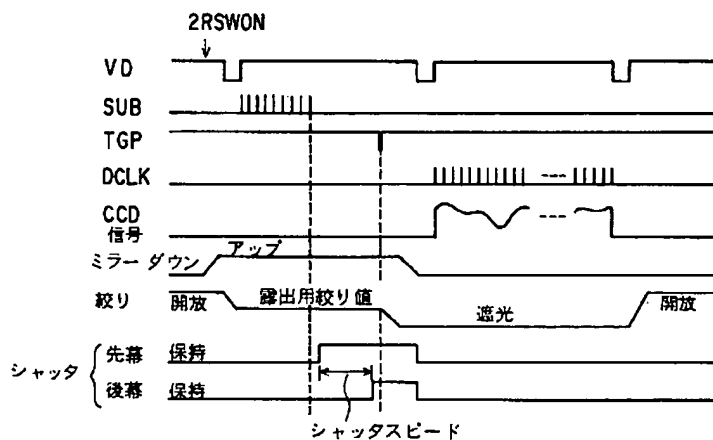 2RSWON
VD
SUB
TGP
DCLK
CCD
信号
ミラー ダウン アップ
絞り 開放 露出用絞り値 遮光 開放
シャッタ
先幕 保持
後幕 保持
シャッタスピード